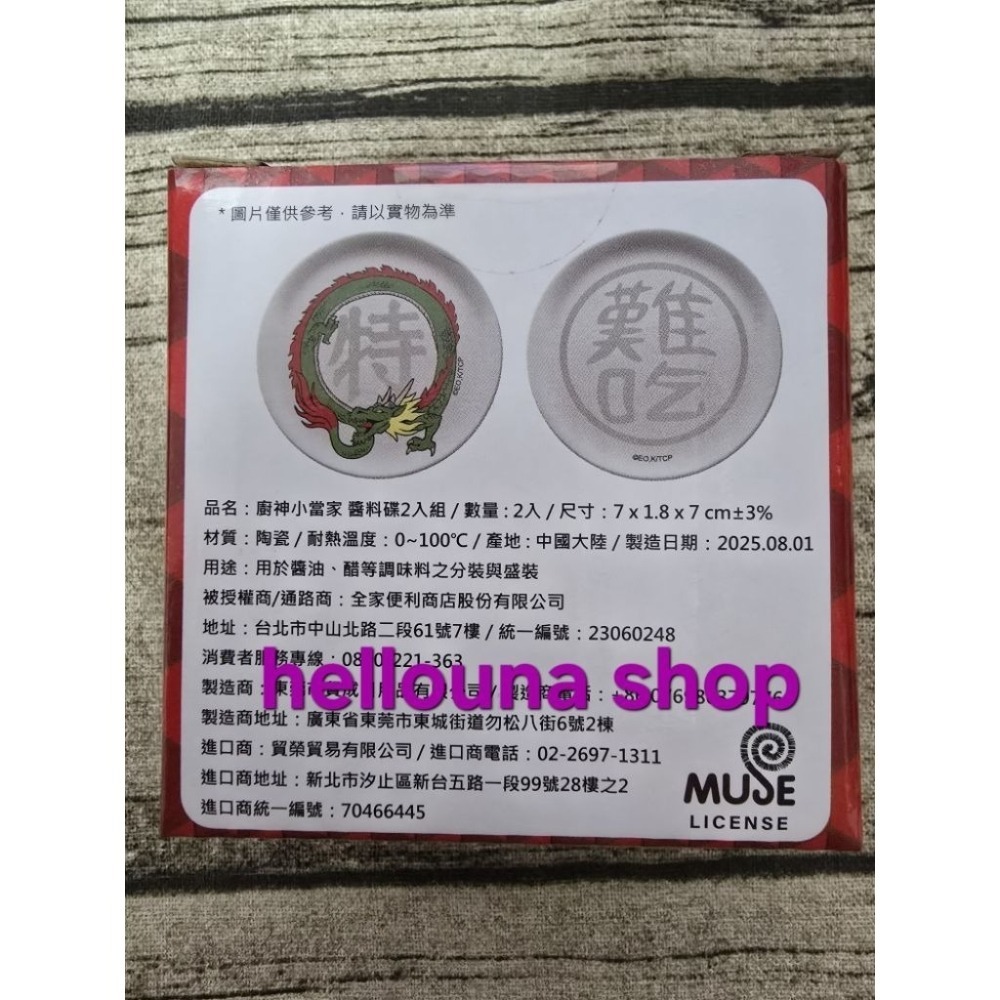 * 圖片僅供參考，請以實物為準
特
©EO.K/TCP
難
吃
©EO.K/TCP
品名：廚神小當家 醬料碟2入組 / 數量：2入 / 尺寸：7 x 1.8 x 7 cm±3%
材質：陶瓷 / 耐熱溫度：0~100℃ / 產地：中國大陸 / 製造日期：2025.08.01
用途：用於醬油、醋等調味料之分裝與盛裝
被授權商/通路商：全家便利商店股份有限公司
地址：台北市中山北路二段61號7樓 / 統一編號：23060248
消費者服務專線：0800-221-363
hellouna shop
製造商：東莞市
製造商地址：廣東省東莞市東城街道勿松八街6號2棟
進口商：貿榮貿易有限公司 / 進口商電話：02-2697-1311
進口商地址：新北市汐止區新台五路一段99號28樓之2
進口商統一編號：70466445
MUSE
LICENSE